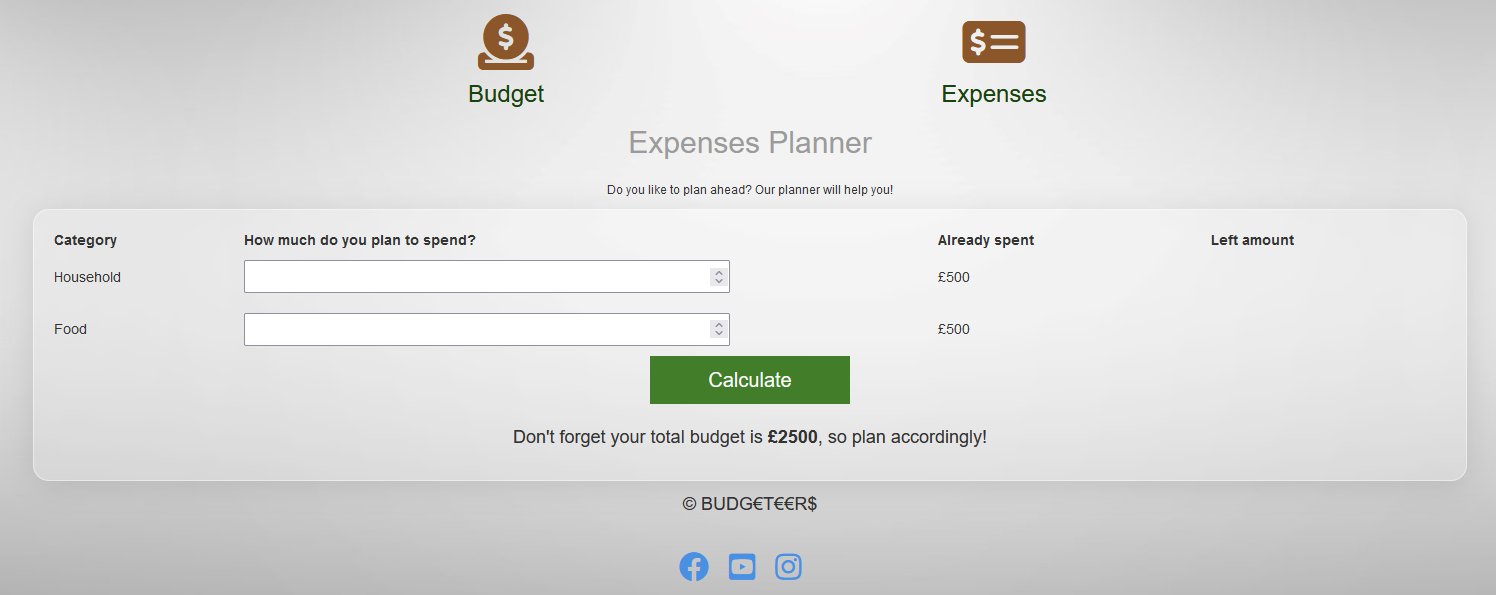 $ $
Budget Expenses
Expenses Planner
Do you like to plan ahead? Our planner will help you!
Category How much do you plan to spend? Already spent Left amount
Household £500
Food £500
Calculate
Don't forget your total budget is £2500, so plan accordingly!
© BUDG€T€€R$